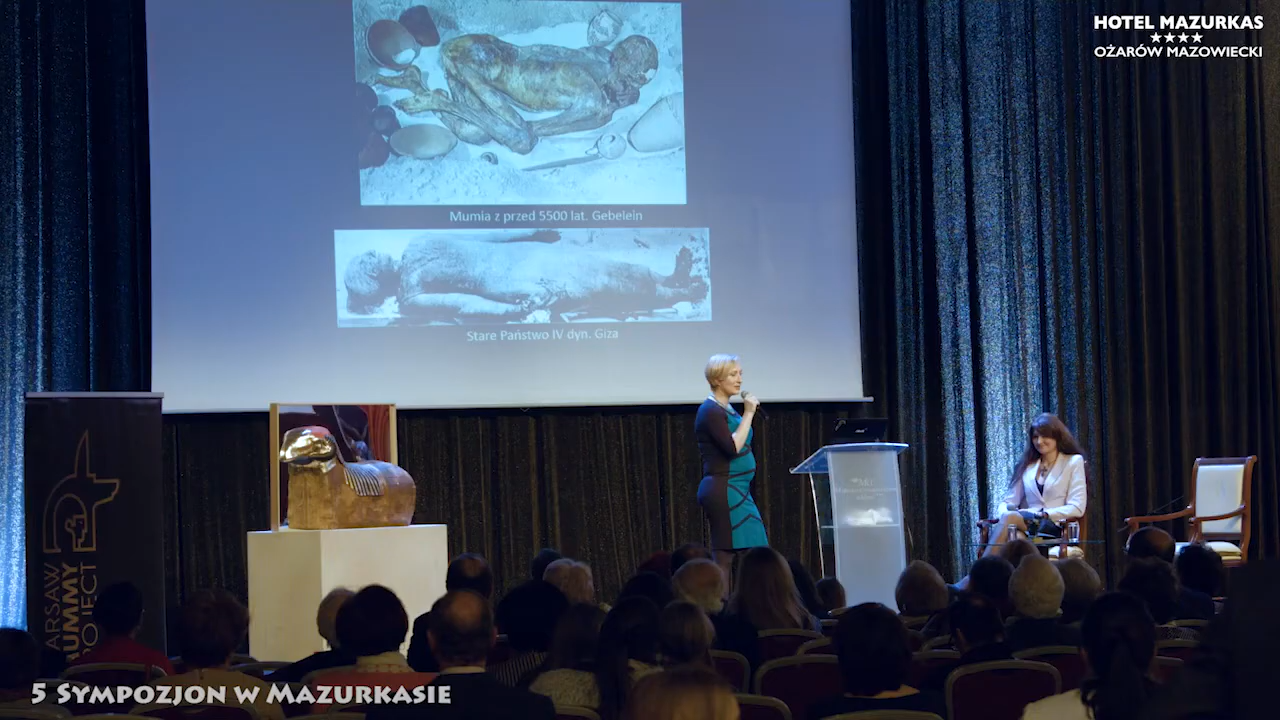 HOTEL MAZURKAS
★★★★
OŻARÓW MAZOWIECKI
Mumia z przed 5500 lat. Gebelein
Stare Państwo IV dyn. Giza
ARSAW
UMMY
OJECT
5 Sympozjon w Mazurkasie